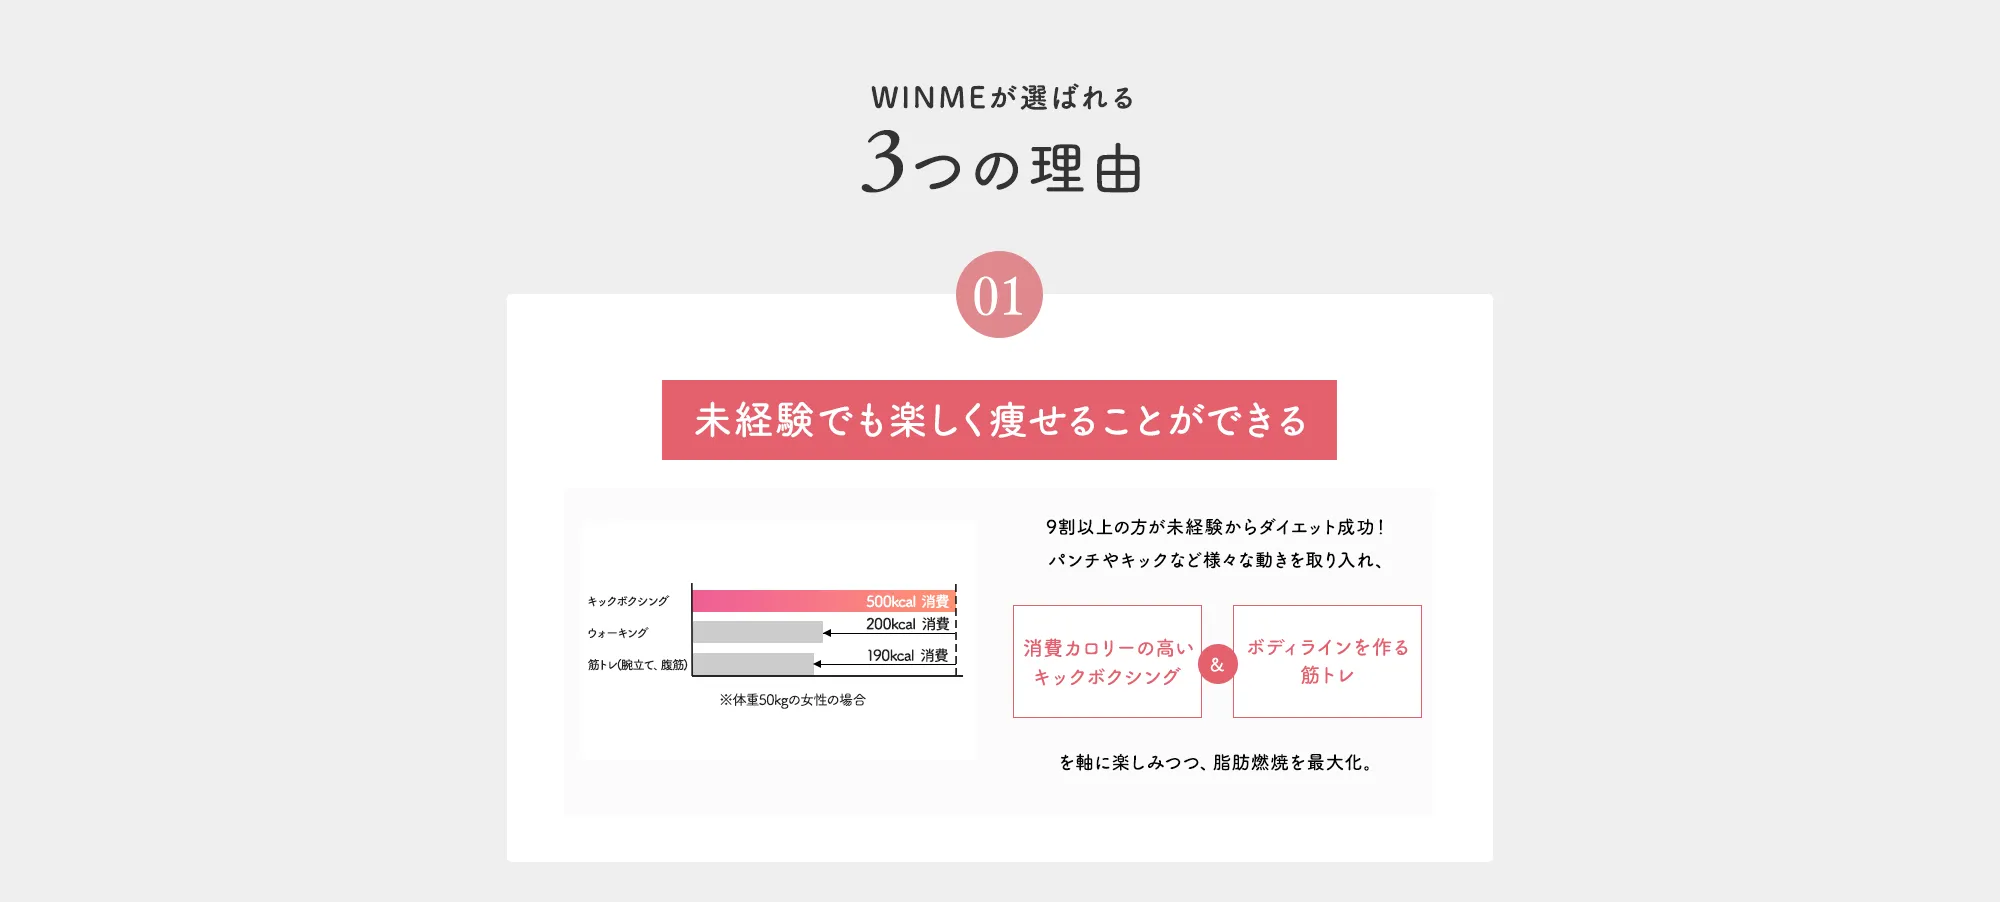 WINMEが選ばれる
3つの理由
01
未経験でも楽しく痩せることができる
キックボクシング
500kcal 消費
ウォーキング
200kcal 消費
筋トレ(腕立て、腹筋)
190kcal 消費
※体重50kgの女性の場合
9割以上の方が未経験からダイエット成功！
パンチやキックなど様々な動きを取り入れ、
消費カロリーの高い
キックボクシング
&
ボディラインを作る
筋トレ
を軸に楽しみつつ、脂肪燃焼を最大化。